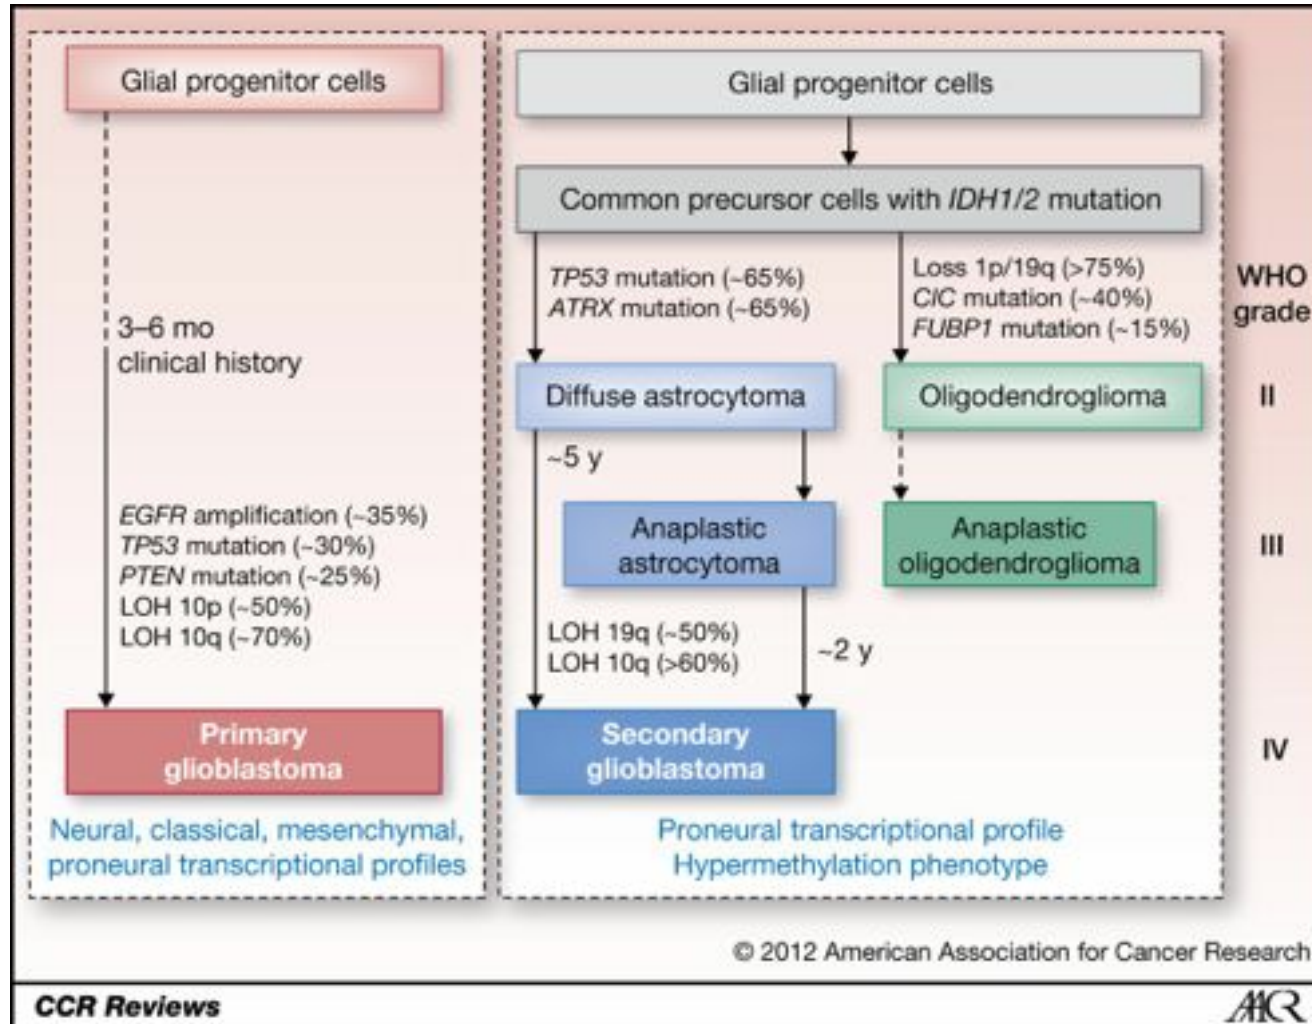 Glial progenitor cells
3–6 mo
clinical history
EGFR amplification (~35%)
TP53 mutation (~30%)
PTEN mutation (~25%)
LOH 10p (~50%)
LOH 10q (~70%)
Primary
glioblastoma
Neural, classical, mesenchymal,
proneural transcriptional profiles
Glial progenitor cells
Common precursor cells with IDH1/2 mutation
TP53 mutation (~65%)
ATRX mutation (~65%)
Loss 1p/19q (>75%)
CIC mutation (~40%)
FUBP1 mutation (~15%)
WHO
grade
Diffuse astrocytoma
Oligodendroglioma
II
~5 y
Anaplastic
astrocytoma
Anaplastic
oligodendroglioma
III
LOH 19q (~50%)
LOH 10q (>60%)
~2 y
Secondary
glioblastoma
IV
Proneural transcriptional profile
Hypermethylation phenotype
© 2012 American Association for Cancer Research
CCR Reviews
AACR